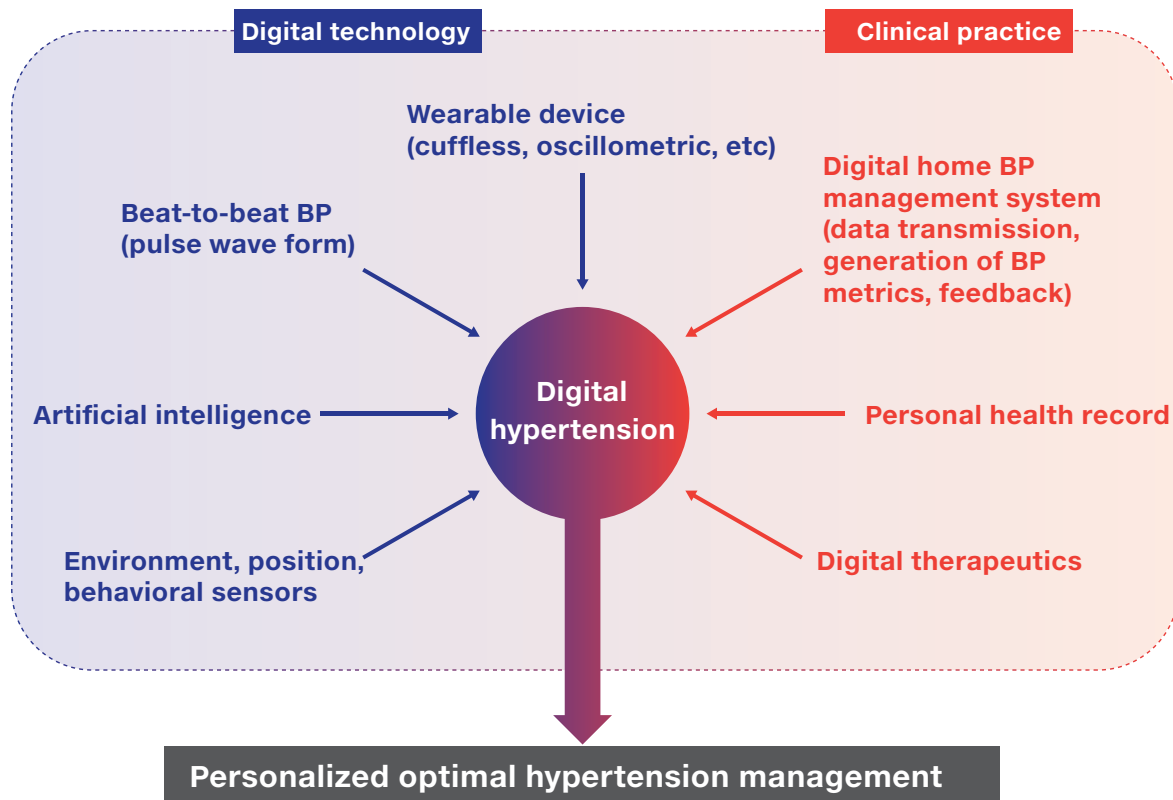 Digital technology
Clinical practice
Wearable device
(cuffless, oscillometric, etc)
Beat-to-beat BP
(pulse wave form)
Digital home BP
management system
(data transmission,
generation of BP
metrics, feedback)
Artificial intelligence
Digital
hypertension
Personal health record
Environment, position,
behavioral sensors
Digital therapeutics
Personalized optimal hypertension management